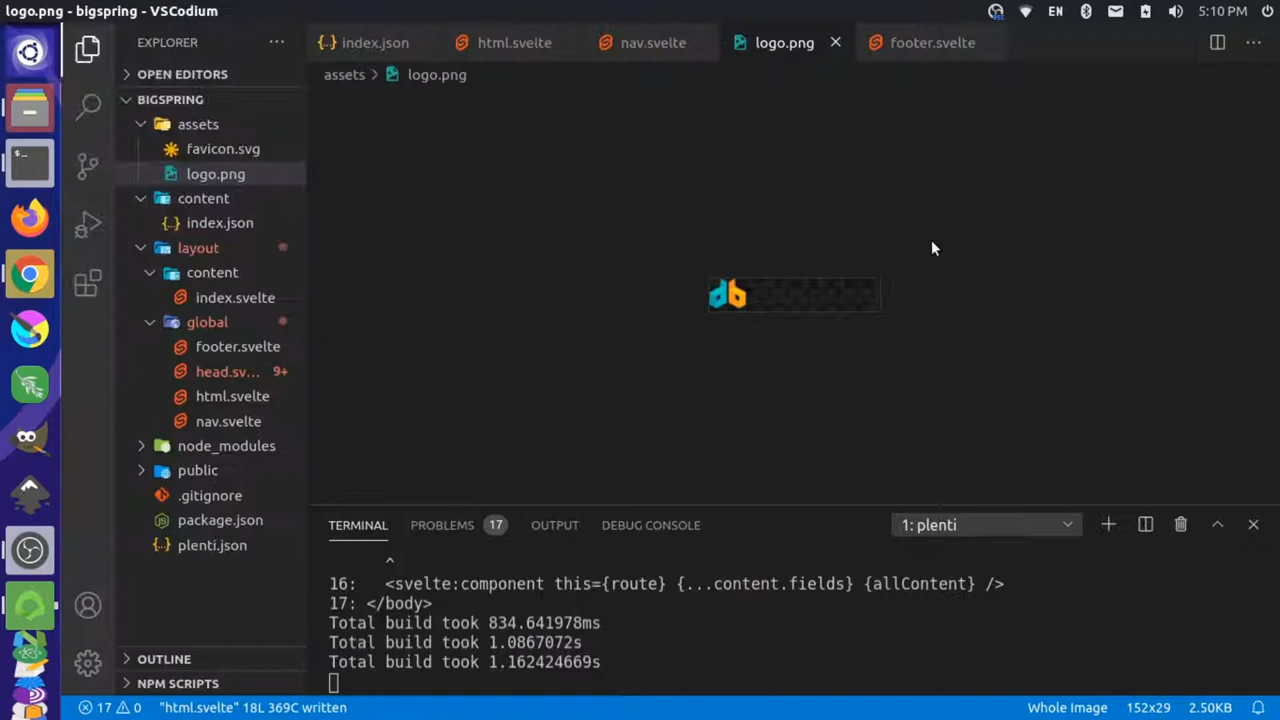 logo.png - bigspring - VSCodium
EN
5:10 PM
EXPLORER
OPEN EDITORS
BIGSPRING
assets
favicon.svg
logo.png
content
{} index.json
layout
content
index.svelte
global
footer.svelte
head.sv... 9+
html.svelte
nav.svelte
node_modules
public
.gitignore
package.json
{} plenti.json
OUTLINE
NPM SCRIPTS
{} index.json
html.svelte
nav.svelte
logo.png
footer.svelte
assets > logo.png
db
TERMINAL
PROBLEMS 17
OUTPUT
DEBUG CONSOLE
1: plenti
^
16:   <svelte:component this={route} {...content.fields} {allContent} />
17: </body>
Total build took 834.641978ms
Total build took 1.0867072s
Total build took 1.162424669s
17 0 "html.svelte" 18L 369C written
Whole Image
152x29
2.50KB